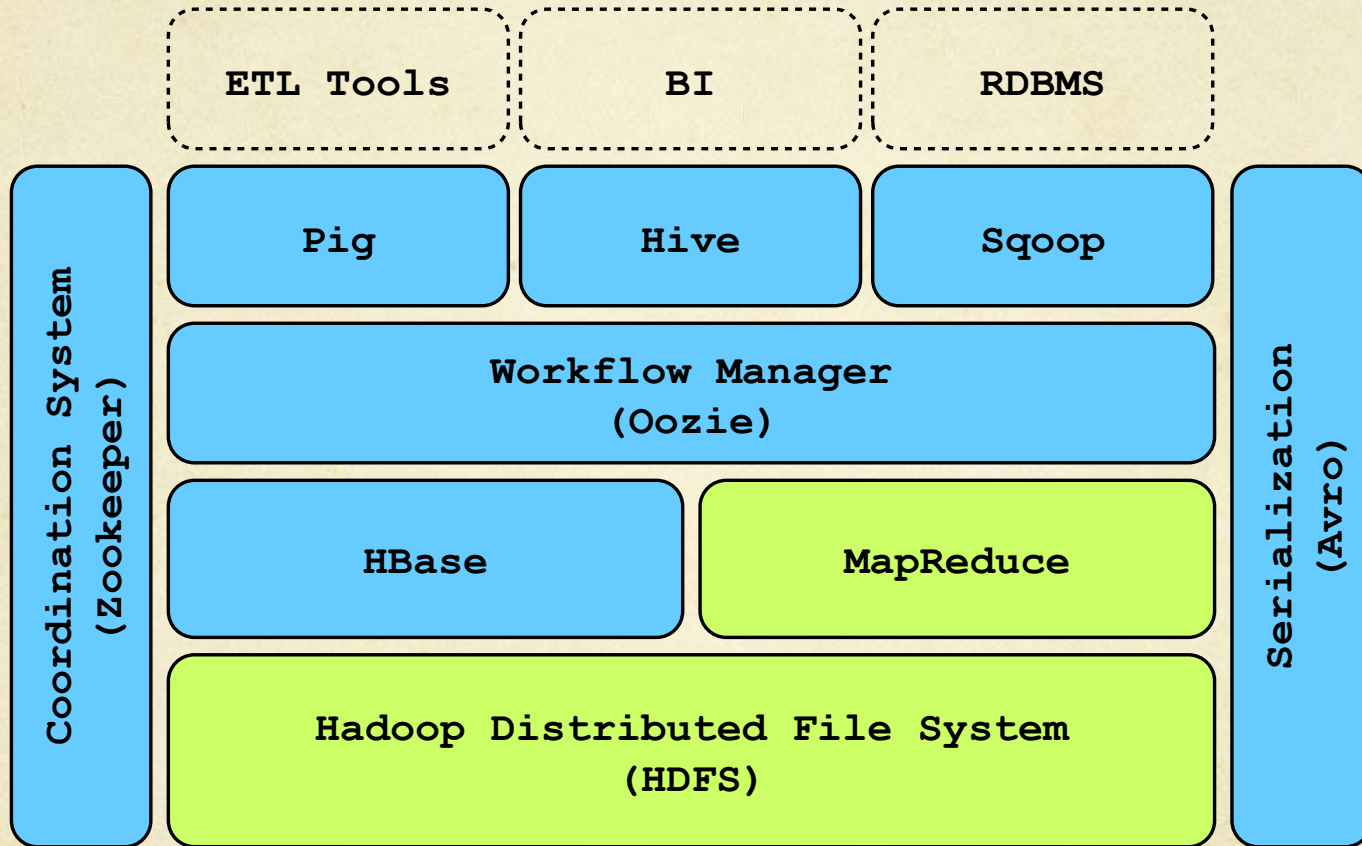 ETL Tools
BI
RDBMS
Pig
Hive
Sqoop
Coordination System
(Zookeeper)
Workflow Manager
(Oozie)
HBase
MapReduce
Hadoop Distributed File System
(HDFS)
Serialization
(Avro)